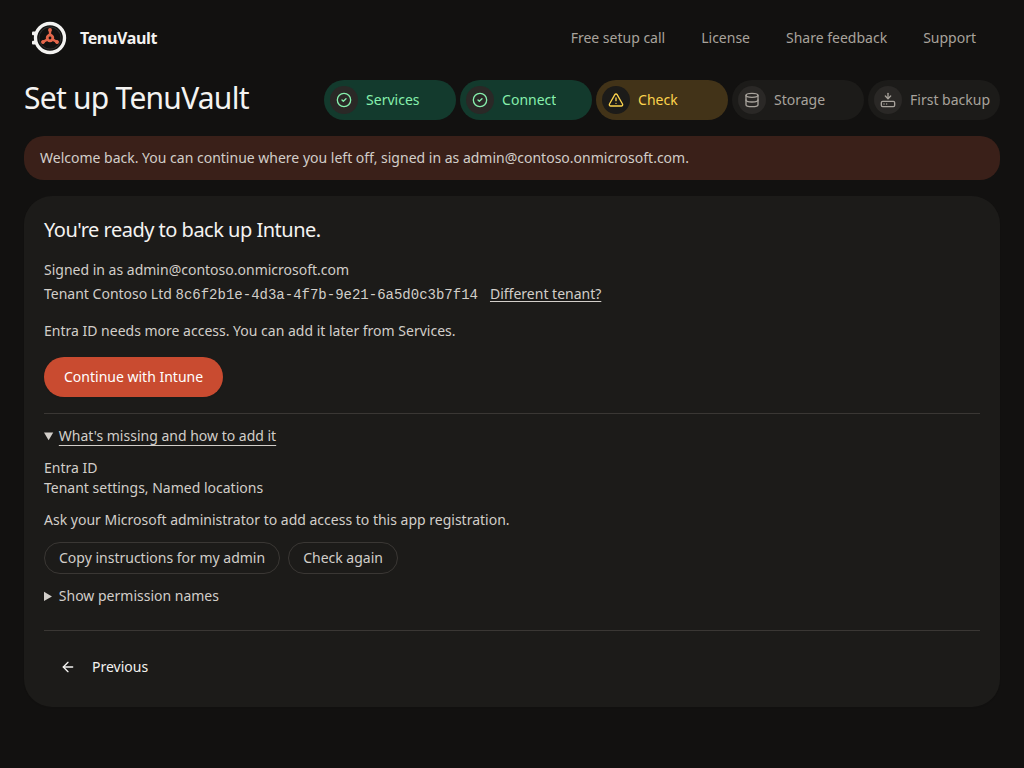 TenuVault
Free setup call
License
Share feedback
Support
Set up TenuVault
Services
Connect
Check
Storage
First backup
Welcome back. You can continue where you left off, signed in as admin@contoso.onmicrosoft.com.
You're ready to back up Intune.
Signed in as admin@contoso.onmicrosoft.com
Tenant Contoso Ltd 8c6f2b1e-4d3a-4f7b-9e21-6a5d0c3b7f14 Different tenant?
Entra ID needs more access. You can add it later from Services.
Continue with Intune
What's missing and how to add it
Entra ID
Tenant settings, Named locations
Ask your Microsoft administrator to add access to this app registration.
Copy instructions for my admin
Check again
Show permission names
Previous